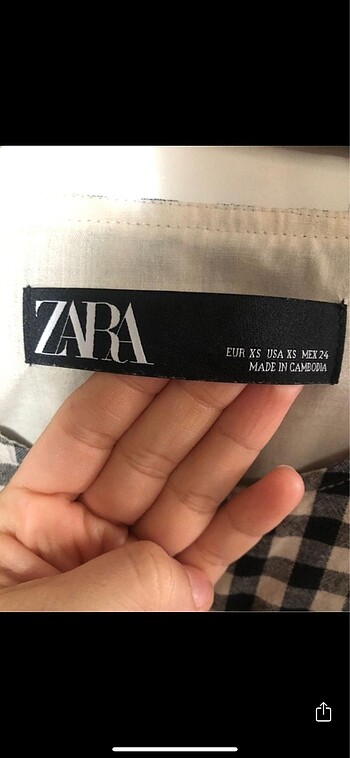 ZARA
EUR XS USA XS MEX 24
MADE IN CAMBODIA